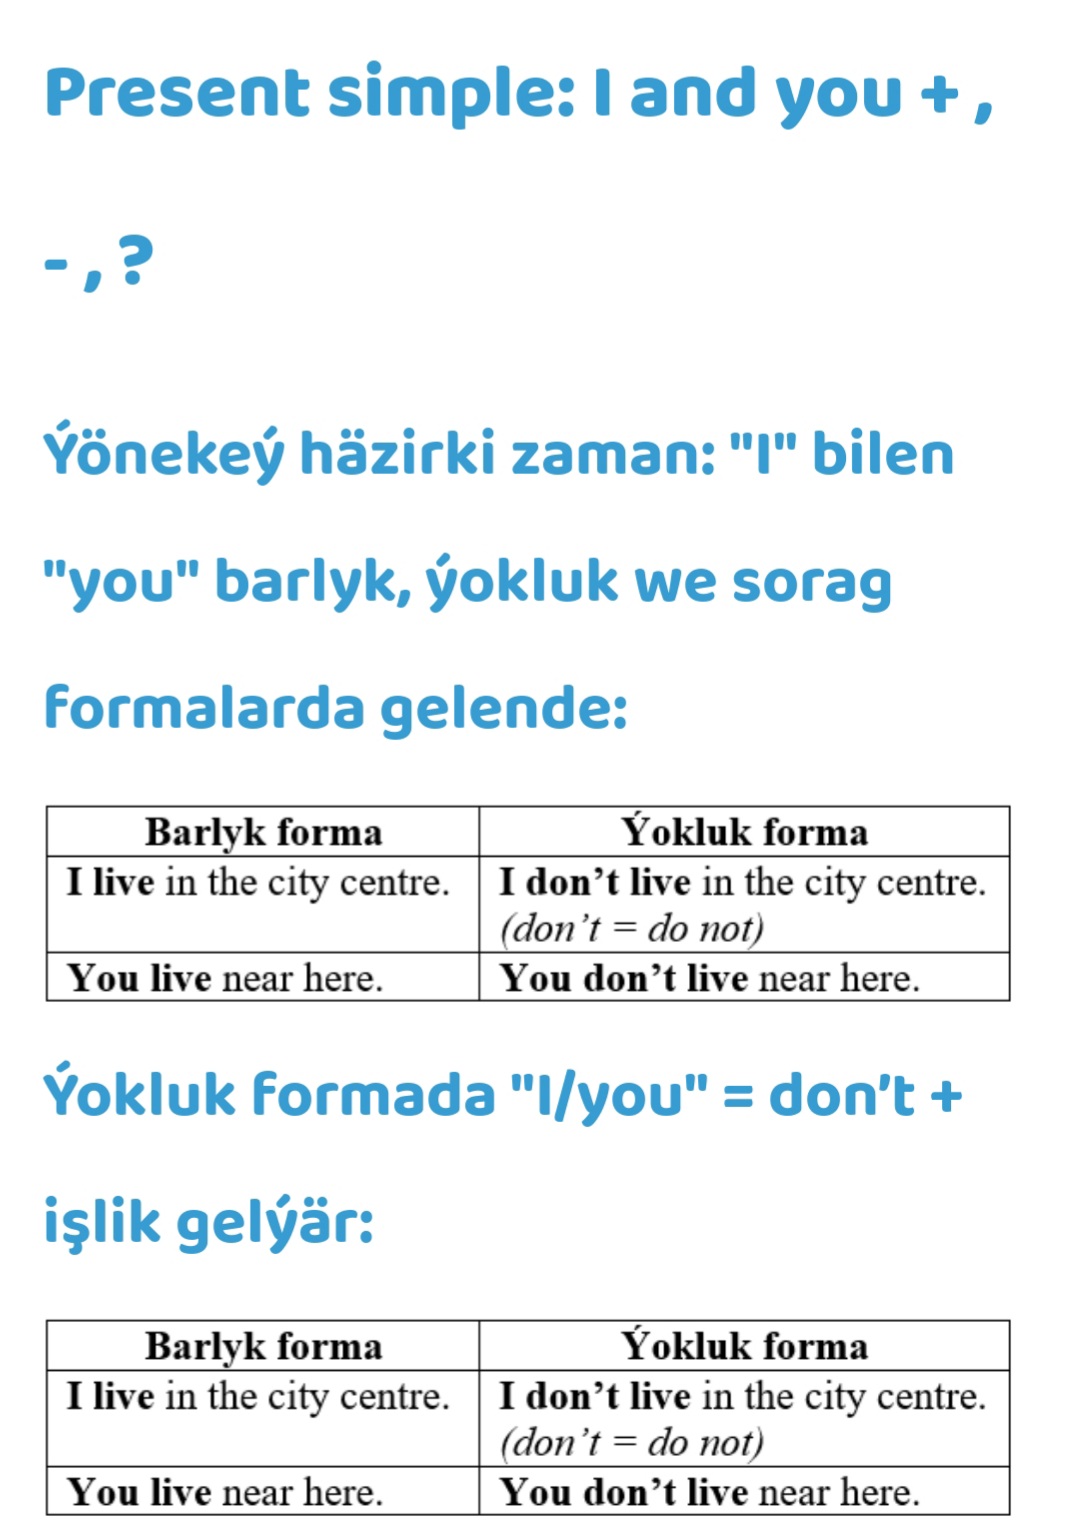 Present simple: I and you + ,
- , ?
Ýönekeý häzirki zaman: "I" bilen
"you" barlyk, ýokluk we sorag
formalarda gelende:
Barlyk forma Ýokluk forma
I live in the city centre. I don’t live in the city centre.
(don’t = do not)
You live near here. You don’t live near here.
Ýokluk formada "I/you" = don’t +
işlik gelýär:
Barlyk forma Ýokluk forma
I live in the city centre. I don’t live in the city centre.
(don’t = do not)
You live near here. You don’t live near here.